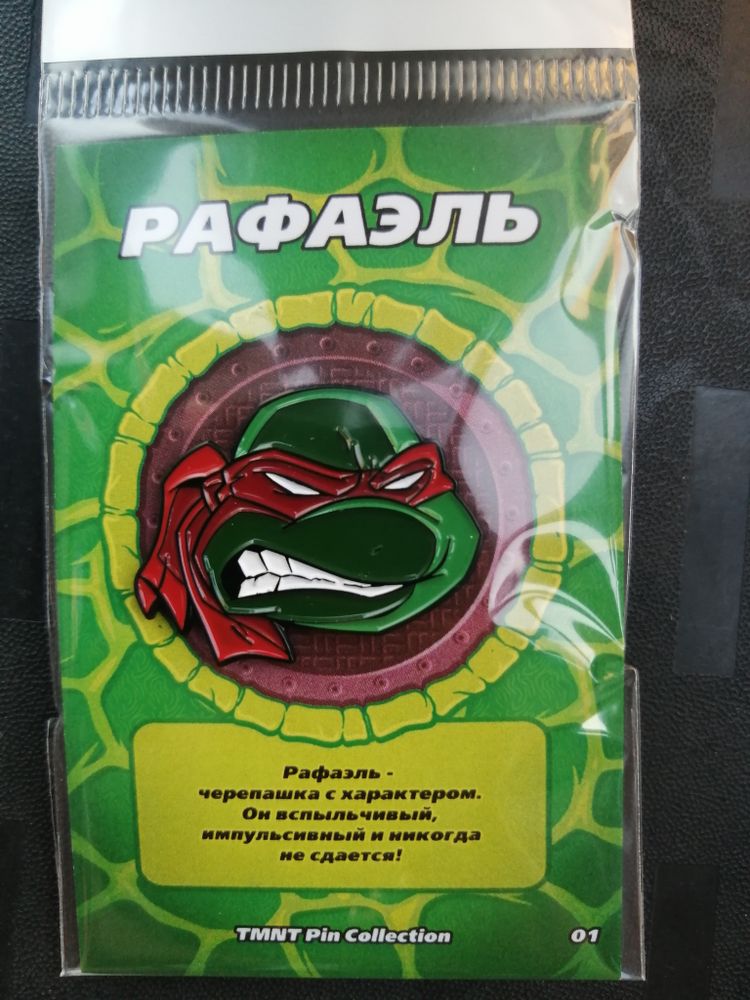 РАФАЭЛЬ
Рафаэль -
черепашка с характером.
Он вспыльчивый,
импульсивный и никогда
не сдается!
TMNT Pin Collection
01